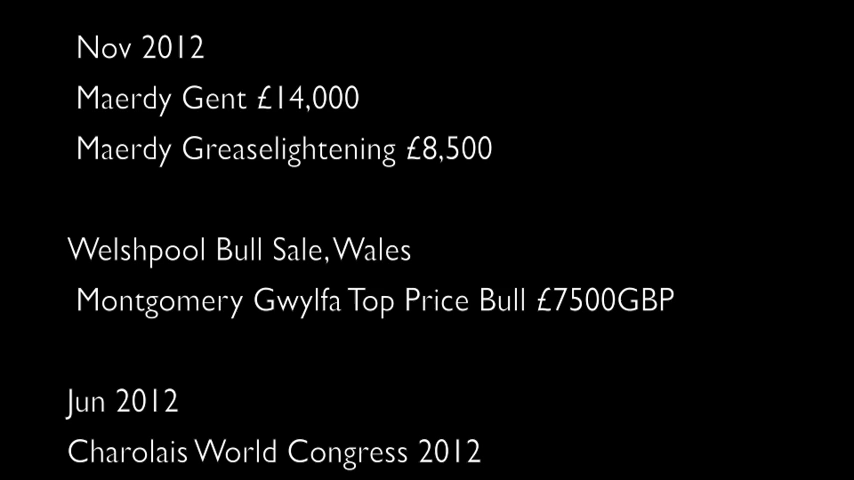 Nov 2012
Maerdy Gent £14,000
Maerdy Greaselightening £8,500
Welshpool Bull Sale, Wales
Montgomery Gwylfa Top Price Bull £7500GBP
Jun 2012
Charolais World Congress 2012